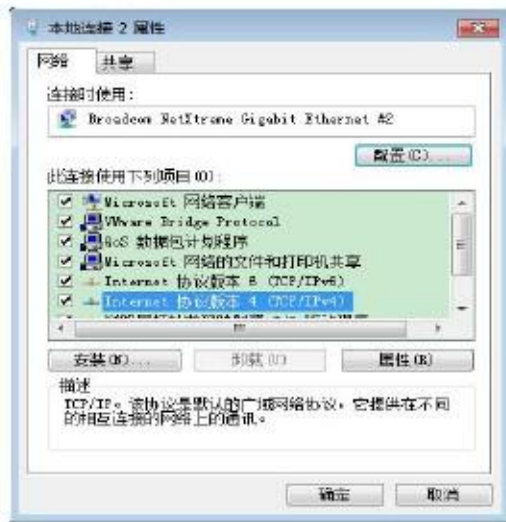 本地连接 2 属性
网络
共享
连接时使用:
Broadcom NetXtreme Gigabit Ethernet #2
配置(C)...
此连接使用下列项目(O):
Microsoft 网络客户端
VMware Bridge Protocol
QoS 数据包计划程序
Microsoft 网络的文件和打印机共享
Internet 协议版本 6 (TCP/IPv6)
Internet 协议版本 4 (TCP/IPv4)
安装(N)...
卸载(U)
属性(R)
描述
TCP/IP。该协议是默认的广域网络协议，它提供在不同
的相互连接的网络上的通讯。
确定
取消